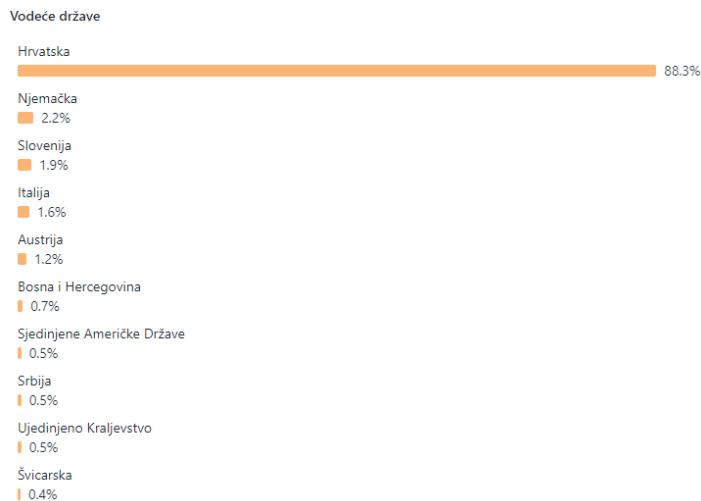 Vodeće države
Hrvatska
88.3%
Njemačka
2.2%
Slovenija
1.9%
Italija
1.6%
Austrija
1.2%
Bosna i Hercegovina
0.7%
Sjedinjene Američke Države
0.5%
Srbija
0.5%
Ujedinjeno Kraljevstvo
0.5%
Švicarska
0.4%